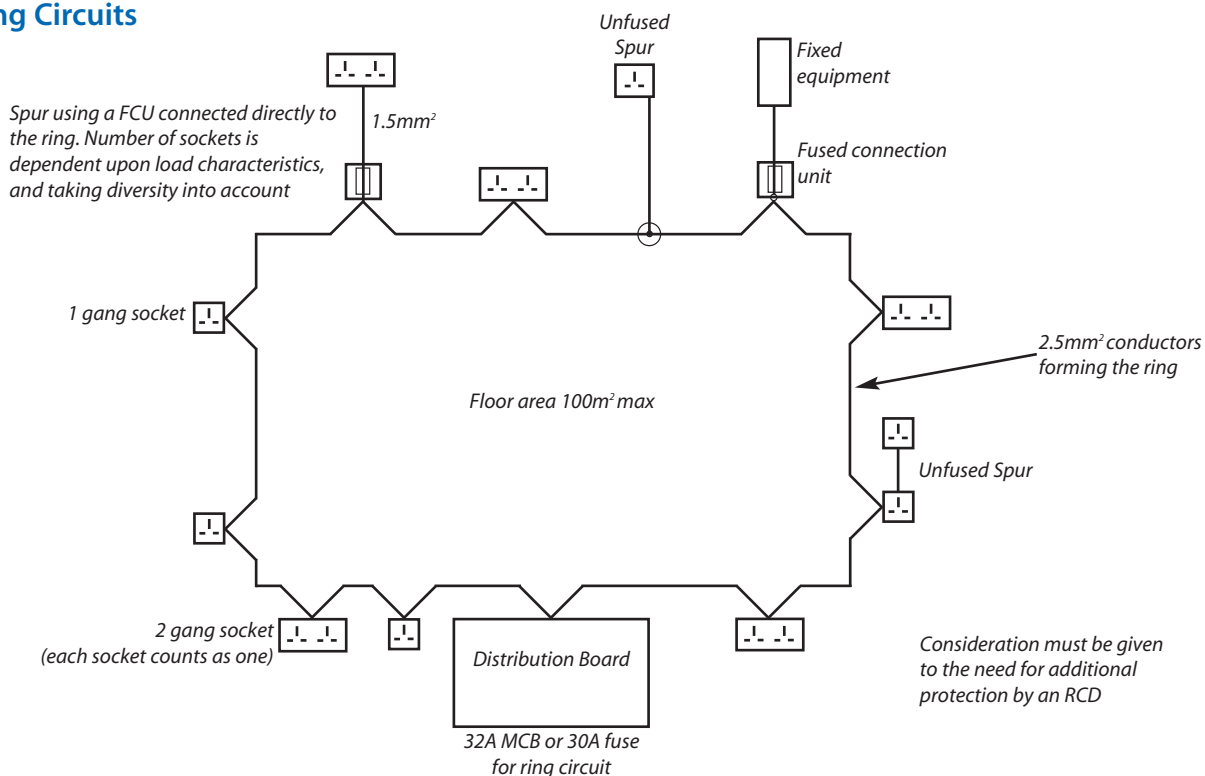 ng Circuits
Unfused
Spur
Fixed
equipment
Spur using a FCU connected directly to
the ring. Number of sockets is
dependent upon load characteristics,
and taking diversity into account
1.5mm²
Fused connection
unit
1 gang socket
2.5mm² conductors
forming the ring
Floor area 100m² max
Unfused Spur
2 gang socket
(each socket counts as one)
Distribution Board
Consideration must be given
to the need for additional
protection by an RCD
32A MCB or 30A fuse
for ring circuit